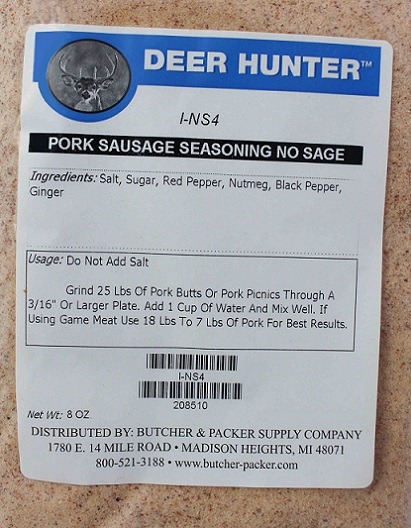 DEER HUNTER™
I-NS4
PORK SAUSAGE SEASONING NO SAGE
Ingredients: Salt, Sugar, Red Pepper, Nutmeg, Black Pepper,
Ginger
Usage: Do Not Add Salt
Grind 25 Lbs Of Pork Butts Or Pork Picnics Through A
3/16" Or Larger Plate. Add 1 Cup Of Water And Mix Well. If
Using Game Meat Use 18 Lbs To 7 Lbs Of Pork For Best Results.
I-NS4
208510
Net Wt: 8 OZ
DISTRIBUTED BY: BUTCHER & PACKER SUPPLY COMPANY
1780 E. 14 MILE ROAD • MADISON HEIGHTS, MI 48071
800-521-3188 • www.butcher-packer.com